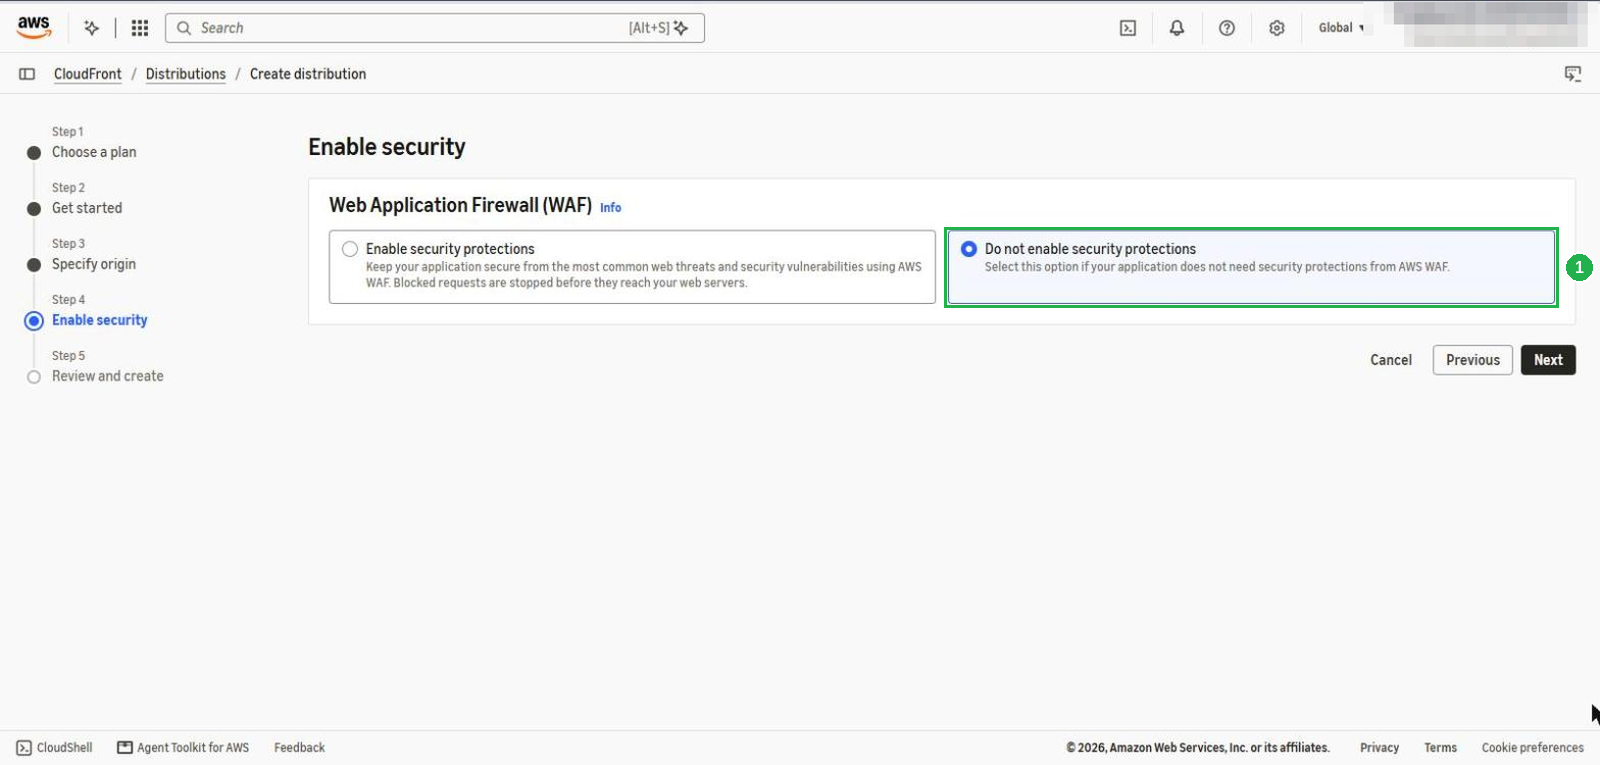 aws
Search
[Alt+S]
Global
CloudFront / Distributions / Create distribution
Step 1
Choose a plan
Step 2
Get started
Step 3
Specify origin
Step 4
Enable security
Step 5
Review and create
Enable security
Web Application Firewall (WAF) Info
Enable security protections
Keep your application secure from the most common web threats and security vulnerabilities using AWS
WAF. Blocked requests are stopped before they reach your web servers.
Do not enable security protections
Select this option if your application does not need security protections from AWS WAF.
1
Cancel
Previous
Next
CloudShell
Agent Toolkit for AWS
Feedback
© 2026, Amazon Web Services, Inc. or its affiliates.
Privacy
Terms
Cookie preferences